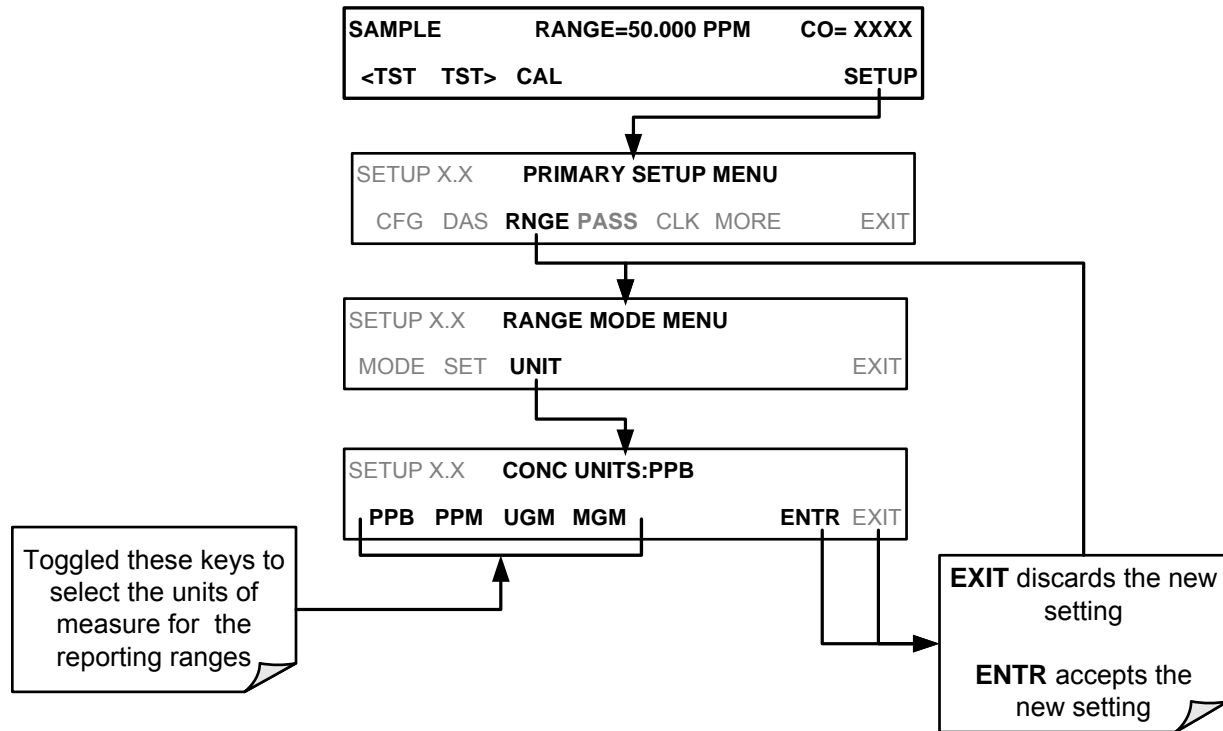 SAMPLE RANGE=50.000 PPM CO= XXXX
<TST TST> CAL SETUP
SETUP X.X PRIMARY SETUP MENU
CFG DAS RNGE PASS CLK MORE EXIT
SETUP X.X RANGE MODE MENU
MODE SET UNIT EXIT
SETUP X.X CONC UNITS:PPB
PPB PPM UGM MGM ENTR EXIT
Toggled these keys to
select the units of
measure for the
reporting ranges
EXIT discards the new
setting
ENTR accepts the
new setting